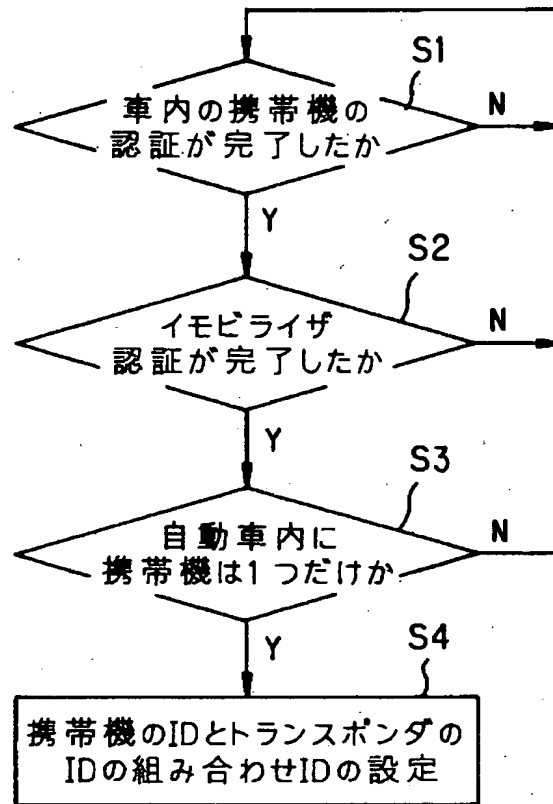 S1
車内の携帯機の
認証が完了したか
N
Y
S2
イモビライザ
認証が完了したか
N
Y
S3
自動車内に
携帯機は1つだけか
N
Y
S4
携帯機のIDとトランスポンダの
IDの組み合わせIDの設定